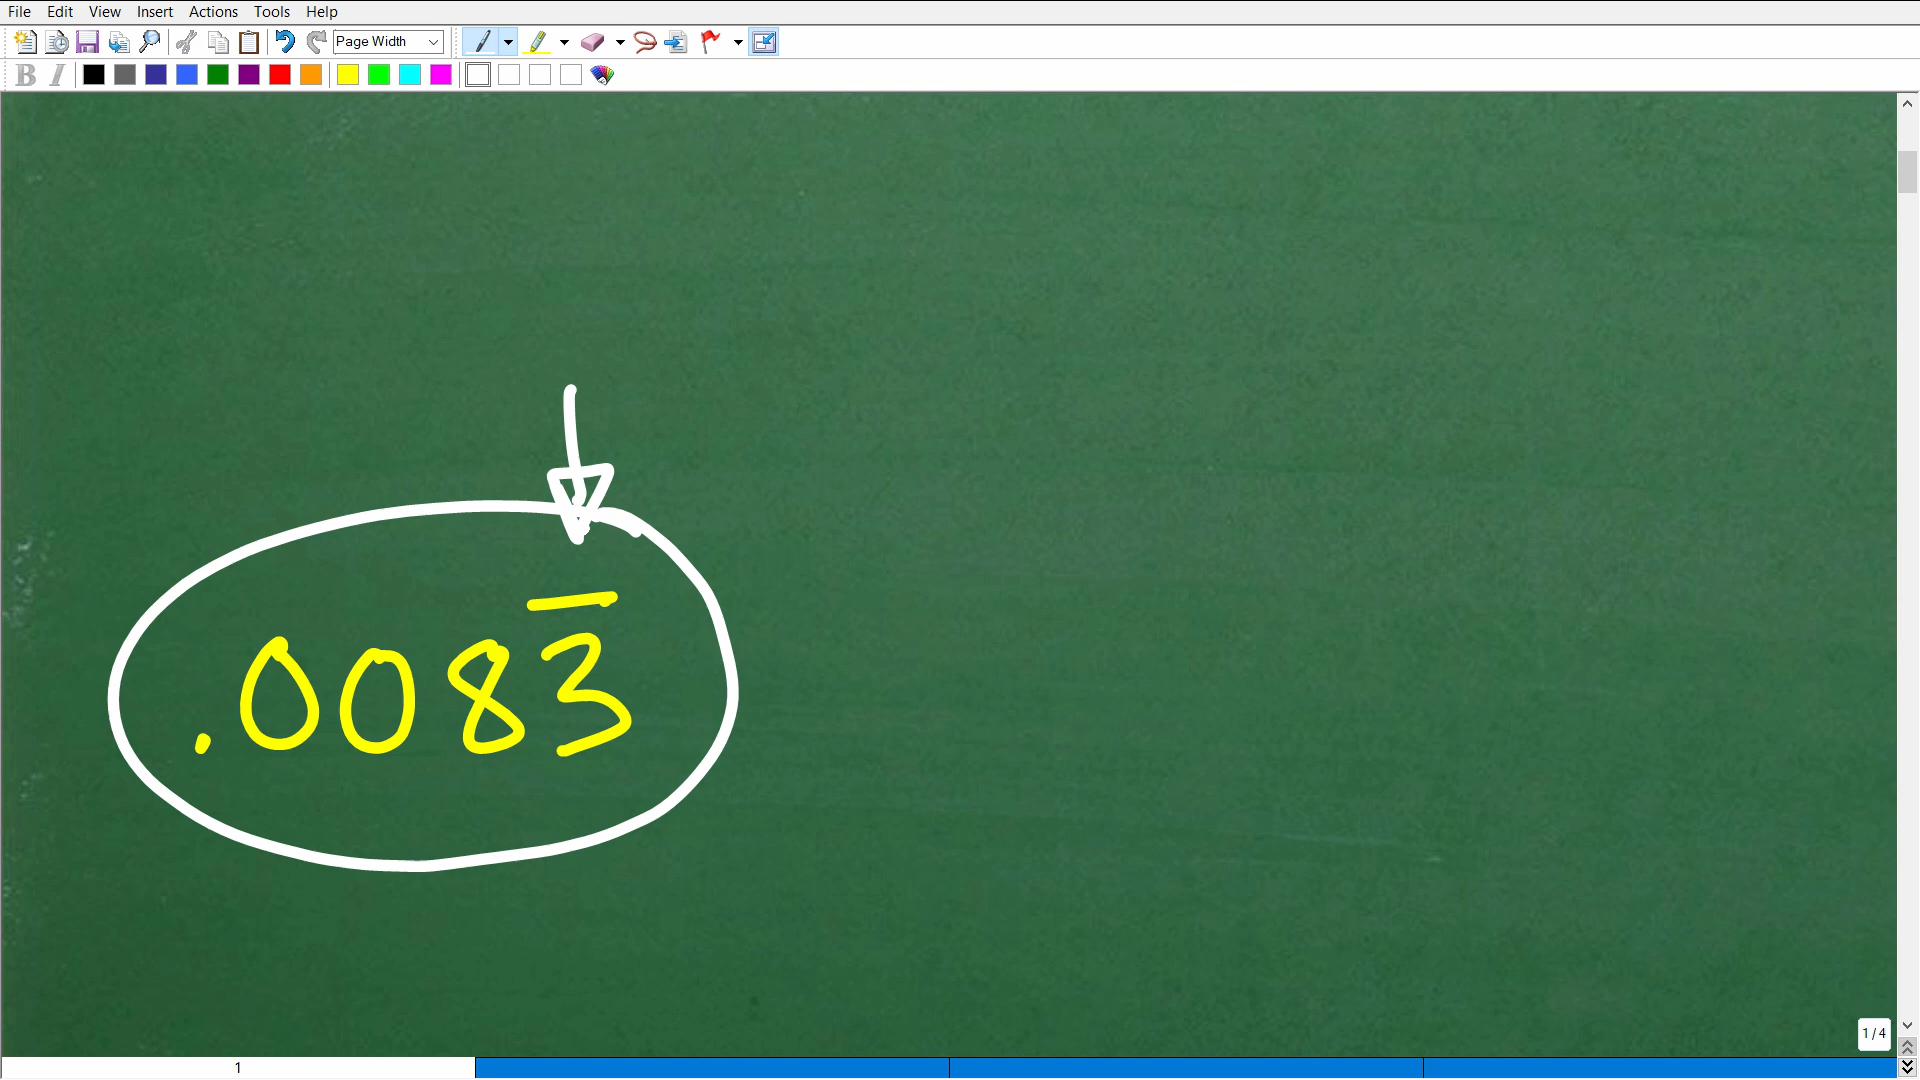 File Edit View Insert Actions Tools Help
Page Width
B I
.0083̅
1 / 4
1